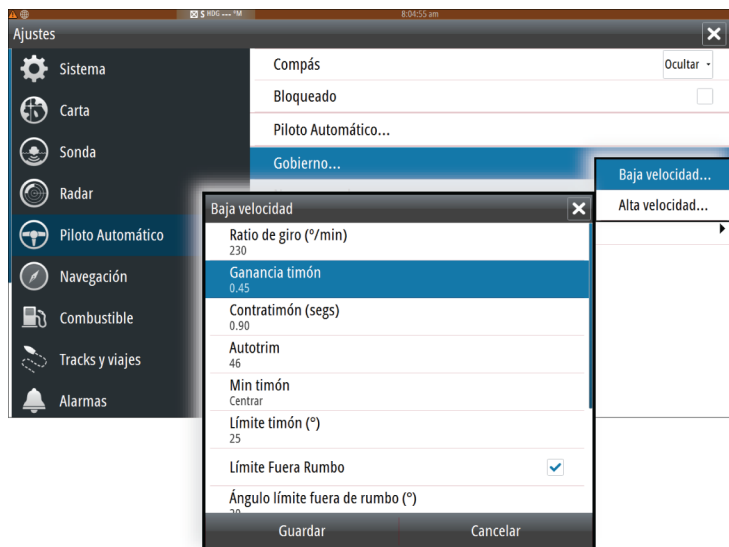 S HDG --- °M
8:04:55 am
Ajustes
Sistema
Carta
Sonda
Radar
Piloto Automático
Navegación
Combustible
Tracks y viajes
Alarmas
Compás
Ocultar
Bloqueado
Piloto Automático...
Gobierno...
Baja velocidad...
Alta velocidad...
Baja velocidad
Ratio de giro (º/min)
230
Ganancia timón
0.45
Contratimón (segs)
0.90
Autotrim
46
Min timón
Centrar
Límite timón (°)
25
Límite Fuera Rumbo
Ángulo límite fuera de rumbo (°)
Guardar
Cancelar